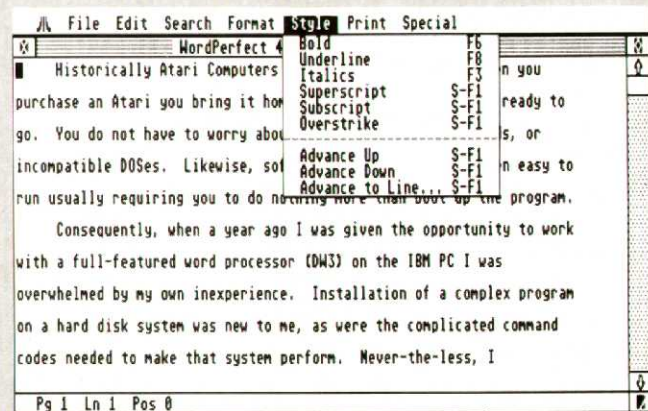 File Edit Search Format Style Print Special
WordPerfect 4
Bold F6
Underline F8
Italics F3
Superscript S-F1
Subscript S-F1
Overstrike S-F1
Advance Up S-F1
Advance Down S-F1
Advance to Line... S-F1
Historically Atari Computers n you
purchase an Atari you bring it ready to
go. You do not have to worry abou s, or
incompatible DOSes. Likewise, n easy to
run usually requiring you to do nothing more than boot up the program.
Consequently, when a year ago I was given the opportunity to work
with a full-featured word processor (DW3) on the IBM PC I was
overwhelmed by my own inexperience. Installation of a complex program
on a hard disk system was new to me, as were the complicated command
codes needed to make that system perform. Never-the-less, I
Pg 1 Ln 1 Pos 0